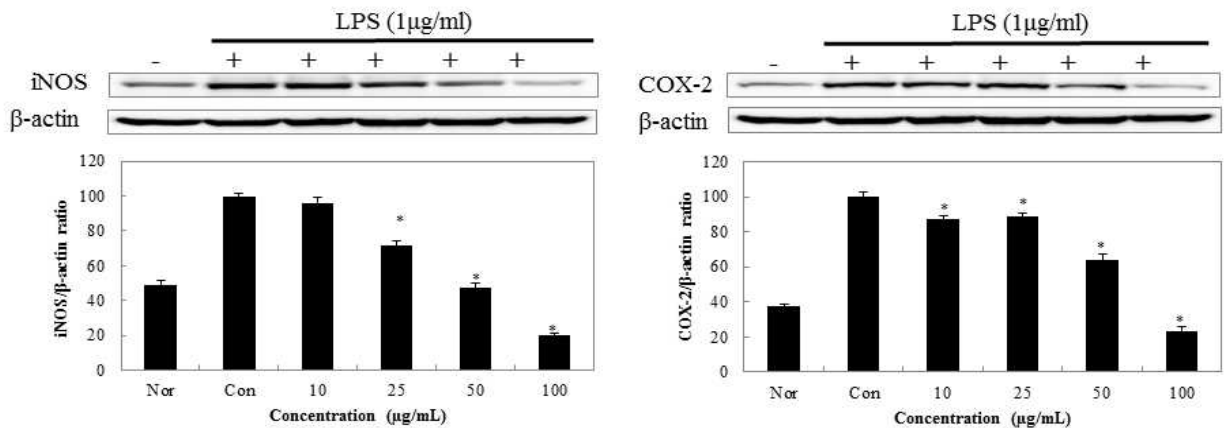 LPS (1μg/ml)
- + + + + +
iNOS
β-actin
120
100
80
60
40
20
0
iNOS/β-actin ratio
*
*
*
Nor Con 10 25 50 100
Concentration (μg/mL)
LPS (1μg/ml)
- + + + + +
COX-2
β-actin
120
100
80
60
40
20
0
COX-2/β-actin ratio
*
*
*
*
Nor Con 10 25 50 100
Concentration (μg/mL)